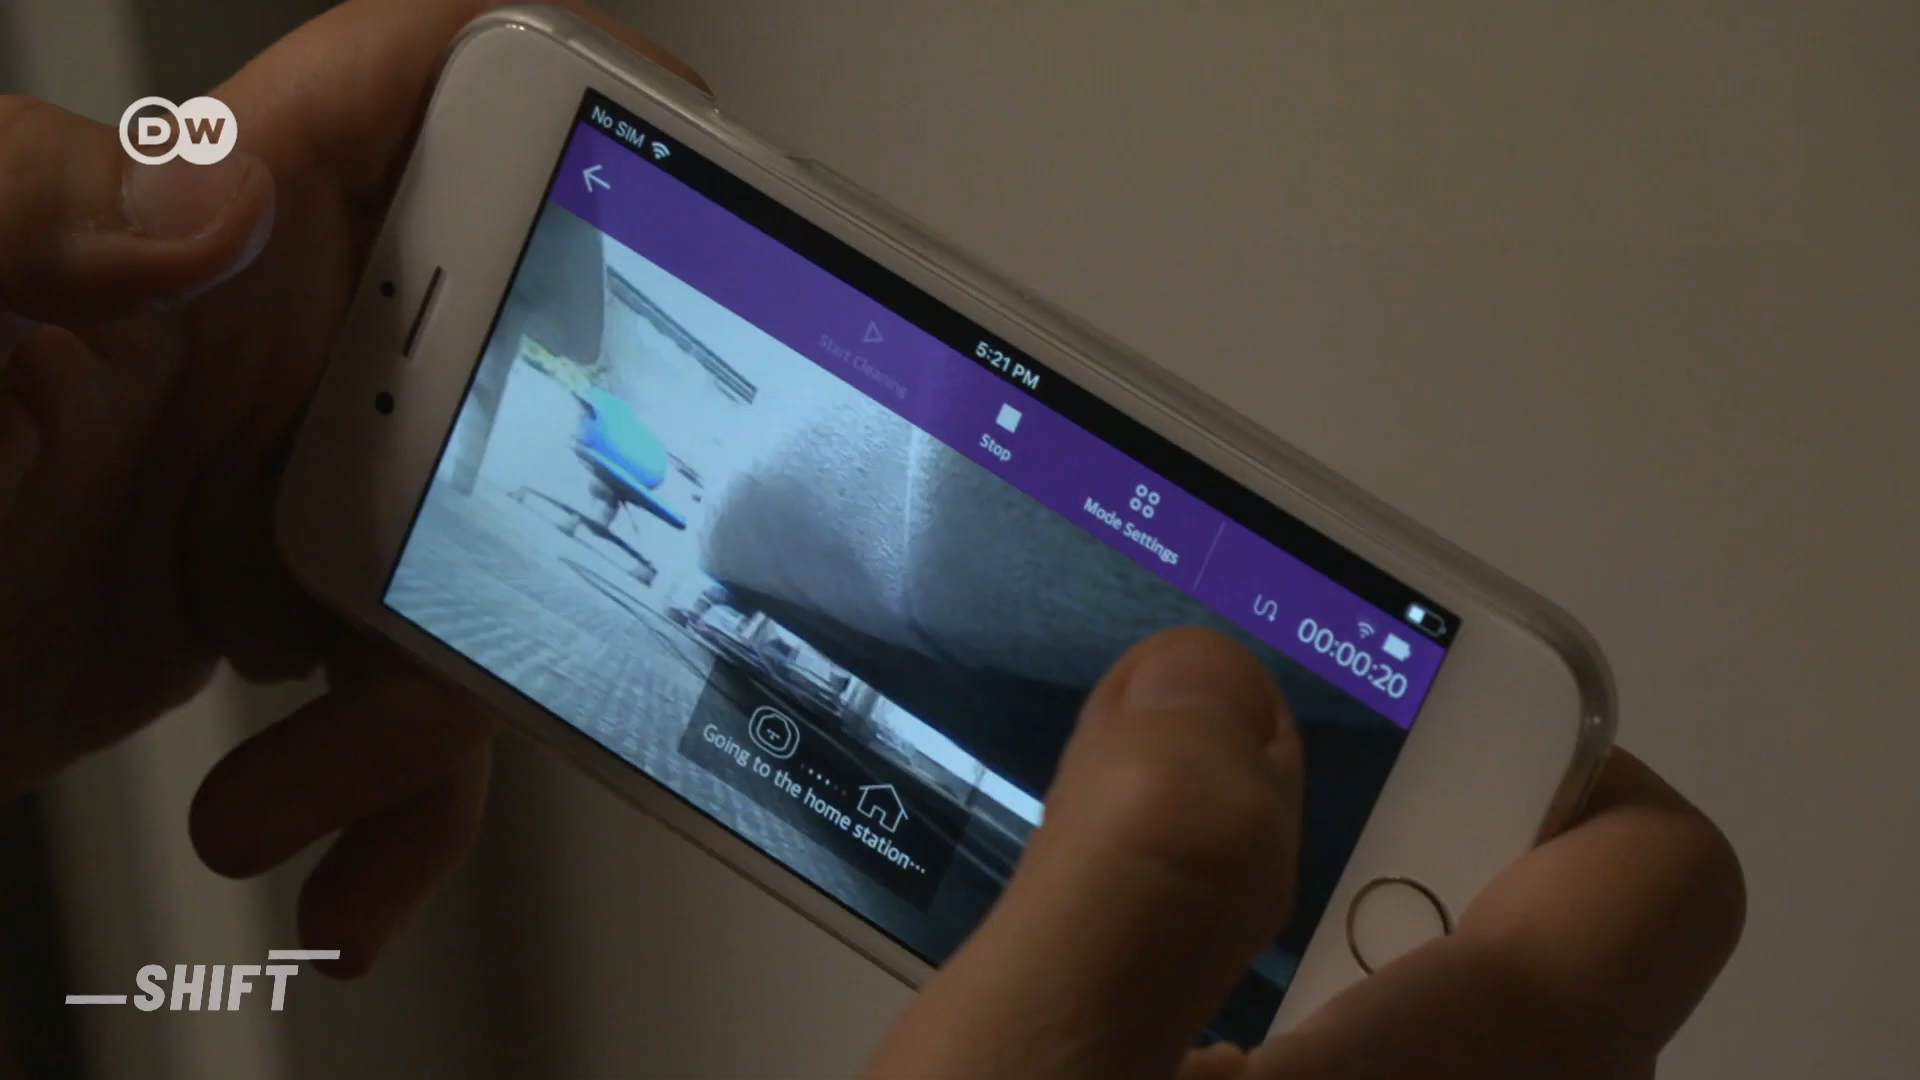 DW
No SIM
5:21 PM
Start Cleaning
Stop
Mode Settings
00:00:20
Going to the home station...
SHIFT